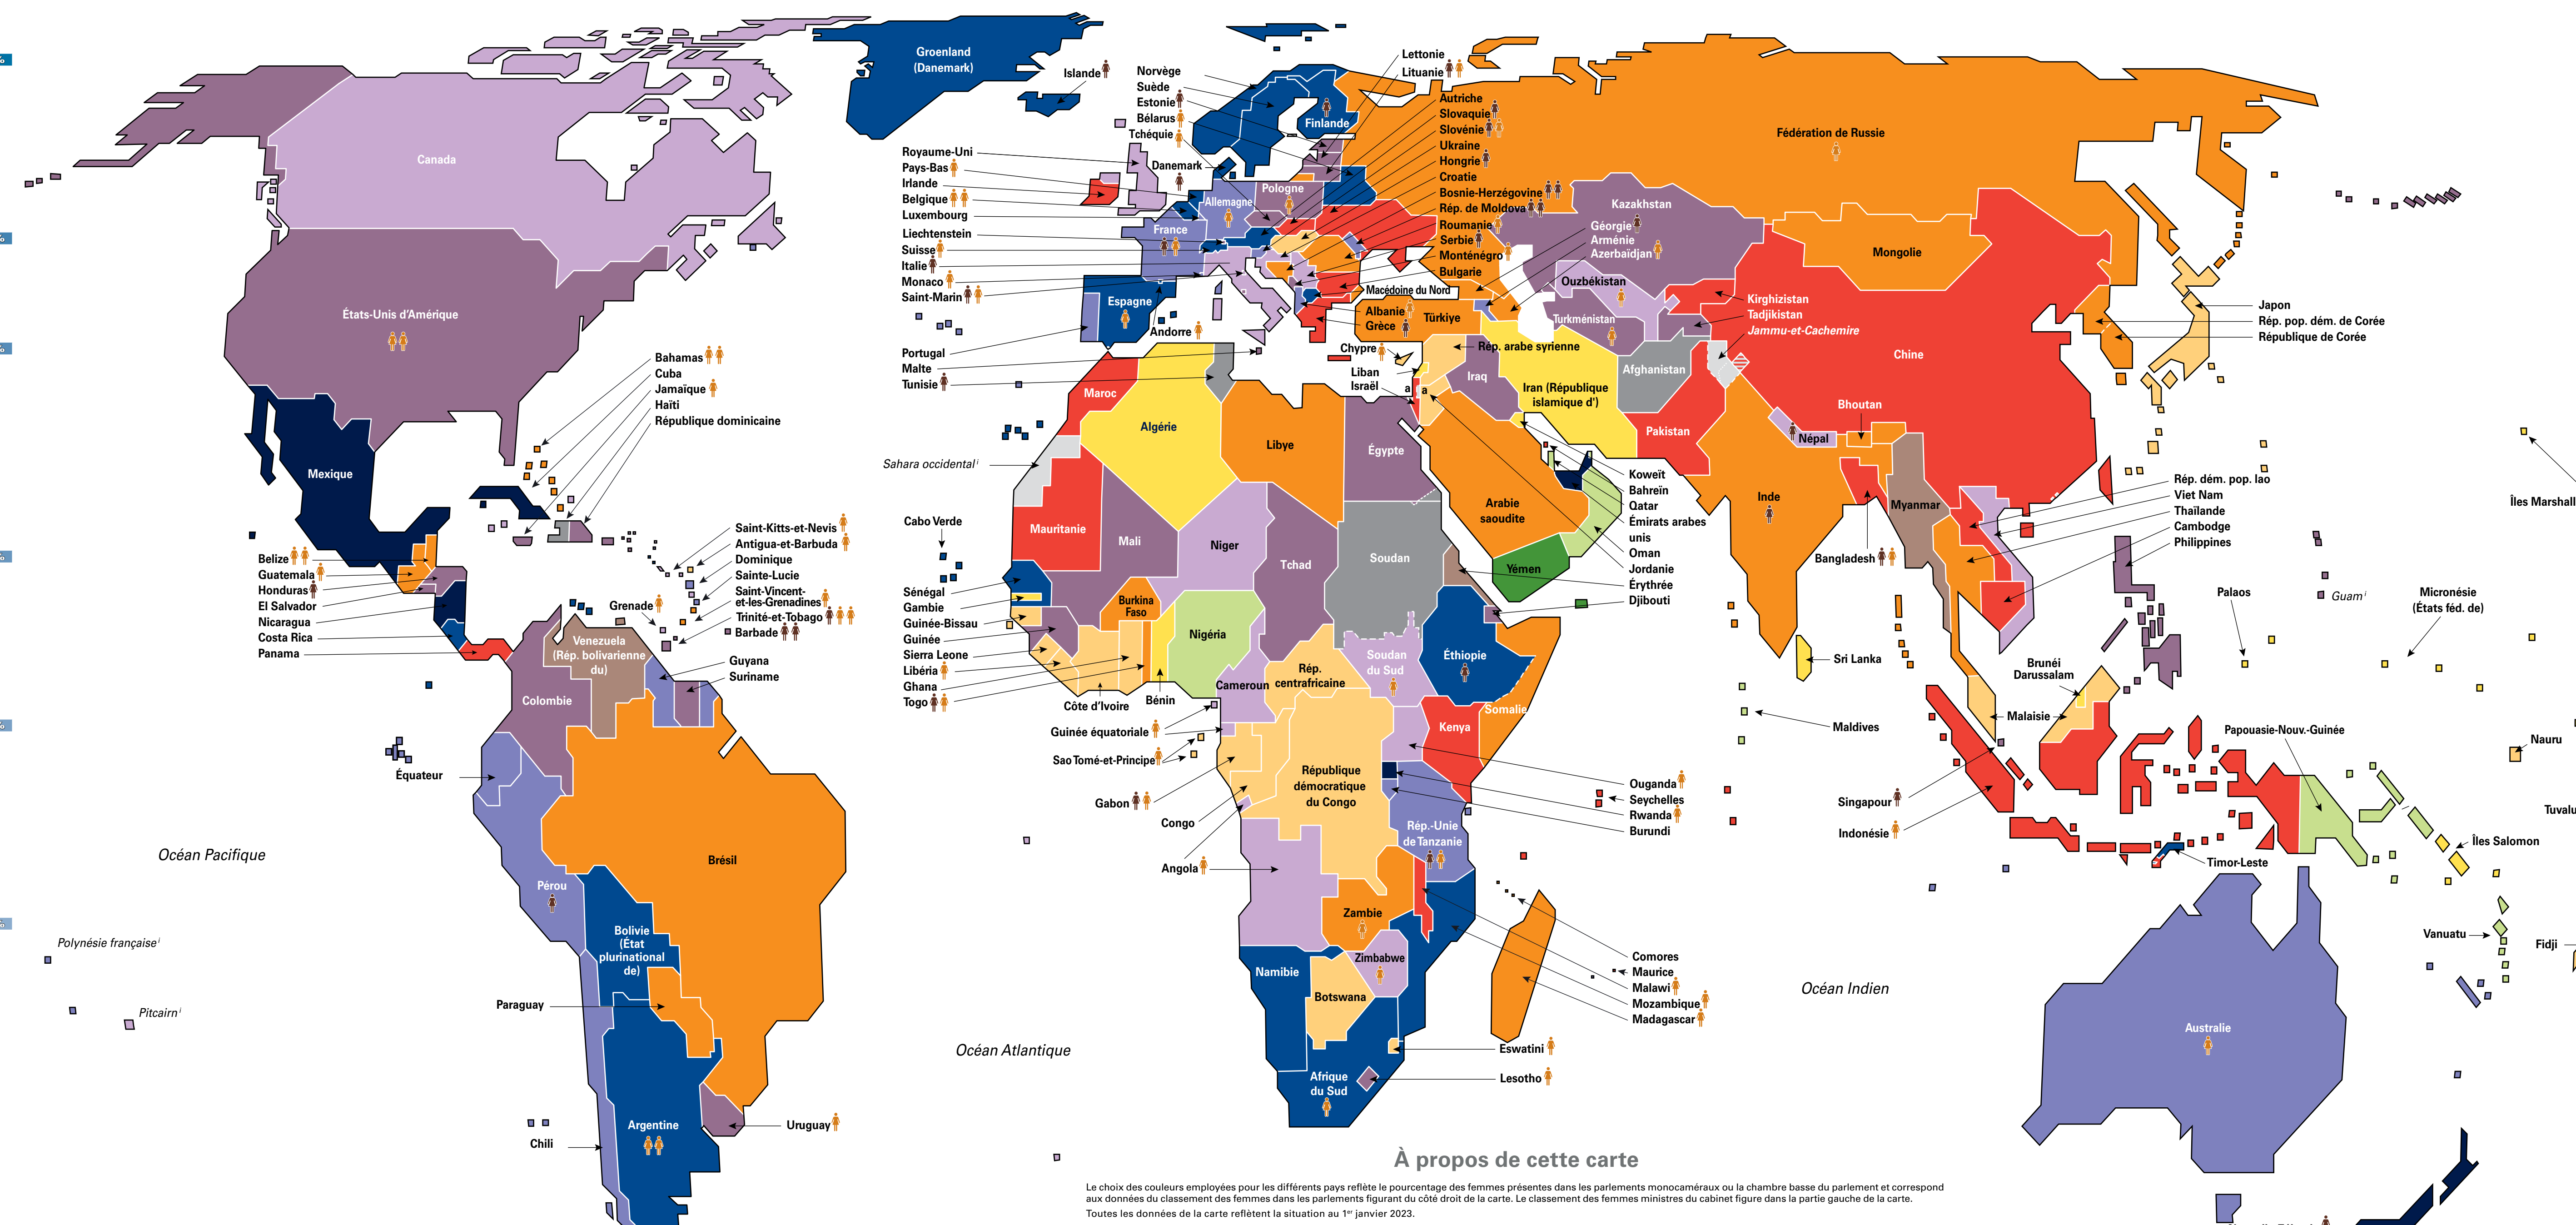 Groenland
(Danemark)
Islande
Norvège
Suède
Estonie
Bélarus
Tchéquie
Finlande
Lettonie
Lituanie
Autriche
Slovaquie
Slovénie
Ukraine
Hongrie
Croatie
Bosnie-Herzégovine
Rép. de Moldova
Roumanie
Serbie
Monténégro
Bulgarie
Macédoine du Nord
Albanie
Grèce
Türkiye
Fédération de Russie
Canada
Royaume-Uni
Pays-Bas
Irlande
Belgique
Luxembourg
Liechtenstein
Suisse
Italie
Monaco
Saint-Marin
Danemark
Pologne
Allemagne
France
Espagne
Andorre
Portugal
Malte
Tunisie
Kazakhstan
Géorgie
Arménie
Azerbaïdjan
Mongolie
Ouzbékistan
Turkménistan
Kirghizistan
Tadjikistan
Jammu-et-Cachemire
Japon
Rép. pop. dém. de Corée
République de Corée
Chine
États-Unis d'Amérique
Bahamas
Cuba
Jamaïque
Haïti
République dominicaine
Chypre
Rép. arabe syrienne
Liban
Israël
a
a
Iraq
Iran (République
islamique d')
Afghanistan
Pakistan
Bhoutan
Népal
Maroc
Algérie
Libye
Égypte
Sahara occidental i
Mexique
Koweït
Bahreïn
Qatar
Émirats arabes
unis
Oman
Jordanie
Érythrée
Djibouti
Arabie
saoudite
Yémen
Inde
Myanmar
Bangladesh
Rép. dém. pop. lao
Viet Nam
Thaïlande
Cambodge
Philippines
Îles Marshall
Cabo Verde
Mauritanie
Mali
Niger
Tchad
Soudan
Saint-Kitts-et-Nevis
Antigua-et-Barbuda
Dominique
Sainte-Lucie
Saint-Vincent-
et-les-Grenadines
Trinité-et-Tobago
Barbade
Grenade
Belize
Guatemala
Honduras
El Salvador
Nicaragua
Costa Rica
Panama
Guyana
Suriname
Venezuela
(Rép. bolivarienne
du)
Colombie
Sénégal
Gambie
Guinée-Bissau
Guinée
Sierra Leone
Libéria
Ghana
Togo
Burkina
Faso
Nigéria
Côte d'Ivoire
Bénin
Cameroun
Rép.
centrafricaine
Soudan
du Sud
Éthiopie
Somalie
Kenya
Sri Lanka
Maldives
Brunéi
Darussalam
Malaisie
Palaos
Guam i
Micronésie
(États féd. de)
Nauru
Papouasie-Nouv.-Guinée
Guinée équatoriale
Sao Tomé-et-Principe
Gabon
Congo
Angola
République
démocratique
du Congo
Ouganda
Seychelles
Rwanda
Burundi
Rép.-Unie
de Tanzanie
Singapour
Indonésie
Timor-Leste
Îles Salomon
Tuvalu
Vanuatu
Fidji
Équateur
Pérou
Brésil
Bolivie
(État
plurinational
de)
Paraguay
Chili
Argentine
Uruguay
Océan Pacifique
Polynésie française i
Pitcairn i
Océan Atlantique
Océan Indien
Zambie
Zimbabwe
Namibie
Botswana
Afrique
du Sud
Comores
Maurice
Malawi
Mozambique
Madagascar
Eswatini
Lesotho
Australie
À propos de cette carte
Le choix des couleurs employées pour les différents pays reflète le pourcentage des femmes présentes dans les parlements monocaméraux ou la chambre basse du parlement et correspond
aux données du classement des femmes dans les parlements figurant du côté droit de la carte. Le classement des femmes ministres du cabinet figure dans la partie gauche de la carte.
Toutes les données de la carte reflètent la situation au 1er janvier 2023.